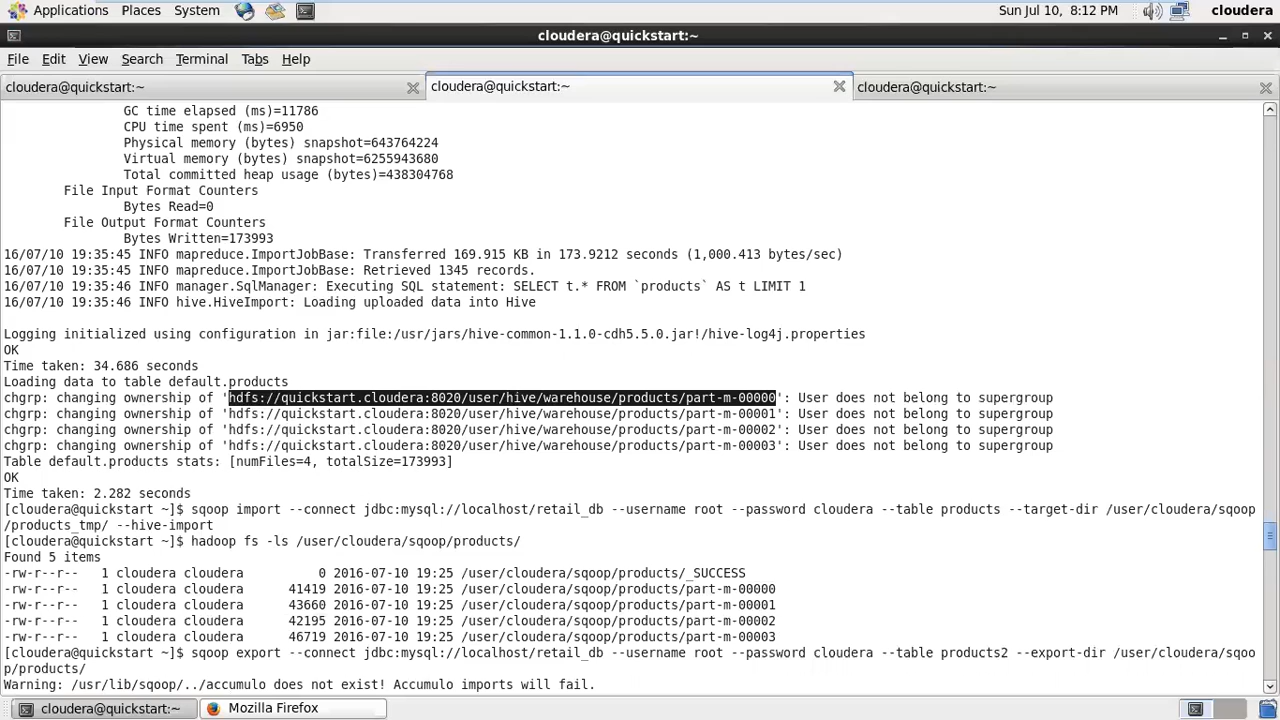 Applications Places System Sun Jul 10, 8:12 PM cloudera
cloudera@quickstart:~
File Edit View Search Terminal Tabs Help
cloudera@quickstart:~ cloudera@quickstart:~ cloudera@quickstart:~
GC time elapsed (ms)=11786
CPU time spent (ms)=6950
Physical memory (bytes) snapshot=643764224
Virtual memory (bytes) snapshot=6255943680
Total committed heap usage (bytes)=438304768
File Input Format Counters
Bytes Read=0
File Output Format Counters
Bytes Written=173993
16/07/10 19:35:45 INFO mapreduce.ImportJobBase: Transferred 169.915 KB in 173.9212 seconds (1,000.413 bytes/sec)
16/07/10 19:35:45 INFO mapreduce.ImportJobBase: Retrieved 1345 records.
16/07/10 19:35:46 INFO manager.SqlManager: Executing SQL statement: SELECT t.* FROM `products` AS t LIMIT 1
16/07/10 19:35:46 INFO hive.HiveImport: Loading uploaded data into Hive
Logging initialized using configuration in jar:file:/usr/jars/hive-common-1.1.0-cdh5.5.0.jar!/hive-log4j.properties
OK
Time taken: 34.686 seconds
Loading data to table default.products
chgrp: changing ownership of 'hdfs://quickstart.cloudera:8020/user/hive/warehouse/products/part-m-00000': User does not belong to supergroup
chgrp: changing ownership of 'hdfs://quickstart.cloudera:8020/user/hive/warehouse/products/part-m-00001': User does not belong to supergroup
chgrp: changing ownership of 'hdfs://quickstart.cloudera:8020/user/hive/warehouse/products/part-m-00002': User does not belong to supergroup
chgrp: changing ownership of 'hdfs://quickstart.cloudera:8020/user/hive/warehouse/products/part-m-00003': User does not belong to supergroup
Table default.products stats: [numFiles=4, totalSize=173993]
OK
Time taken: 2.282 seconds
[cloudera@quickstart ~]$ sqoop import --connect jdbc:mysql://localhost/retail_db --username root --password cloudera --table products --target-dir /user/cloudera/sqoop
/products_tmp/ --hive-import
[cloudera@quickstart ~]$ hadoop fs -ls /user/cloudera/sqoop/products/
Found 5 items
-rw-r--r-- 1 cloudera cloudera 0 2016-07-10 19:25 /user/cloudera/sqoop/products/_SUCCESS
-rw-r--r-- 1 cloudera cloudera 41419 2016-07-10 19:25 /user/cloudera/sqoop/products/part-m-00000
-rw-r--r-- 1 cloudera cloudera 43660 2016-07-10 19:25 /user/cloudera/sqoop/products/part-m-00001
-rw-r--r-- 1 cloudera cloudera 42195 2016-07-10 19:25 /user/cloudera/sqoop/products/part-m-00002
-rw-r--r-- 1 cloudera cloudera 46719 2016-07-10 19:25 /user/cloudera/sqoop/products/part-m-00003
[cloudera@quickstart ~]$ sqoop export --connect jdbc:mysql://localhost/retail_db --username root --password cloudera --table products2 --export-dir /user/cloudera/sqoo
p/products/
Warning: /usr/lib/sqoop/../accumulo does not exist! Accumulo imports will fail.
cloudera@quickstart:~ Mozilla Firefox